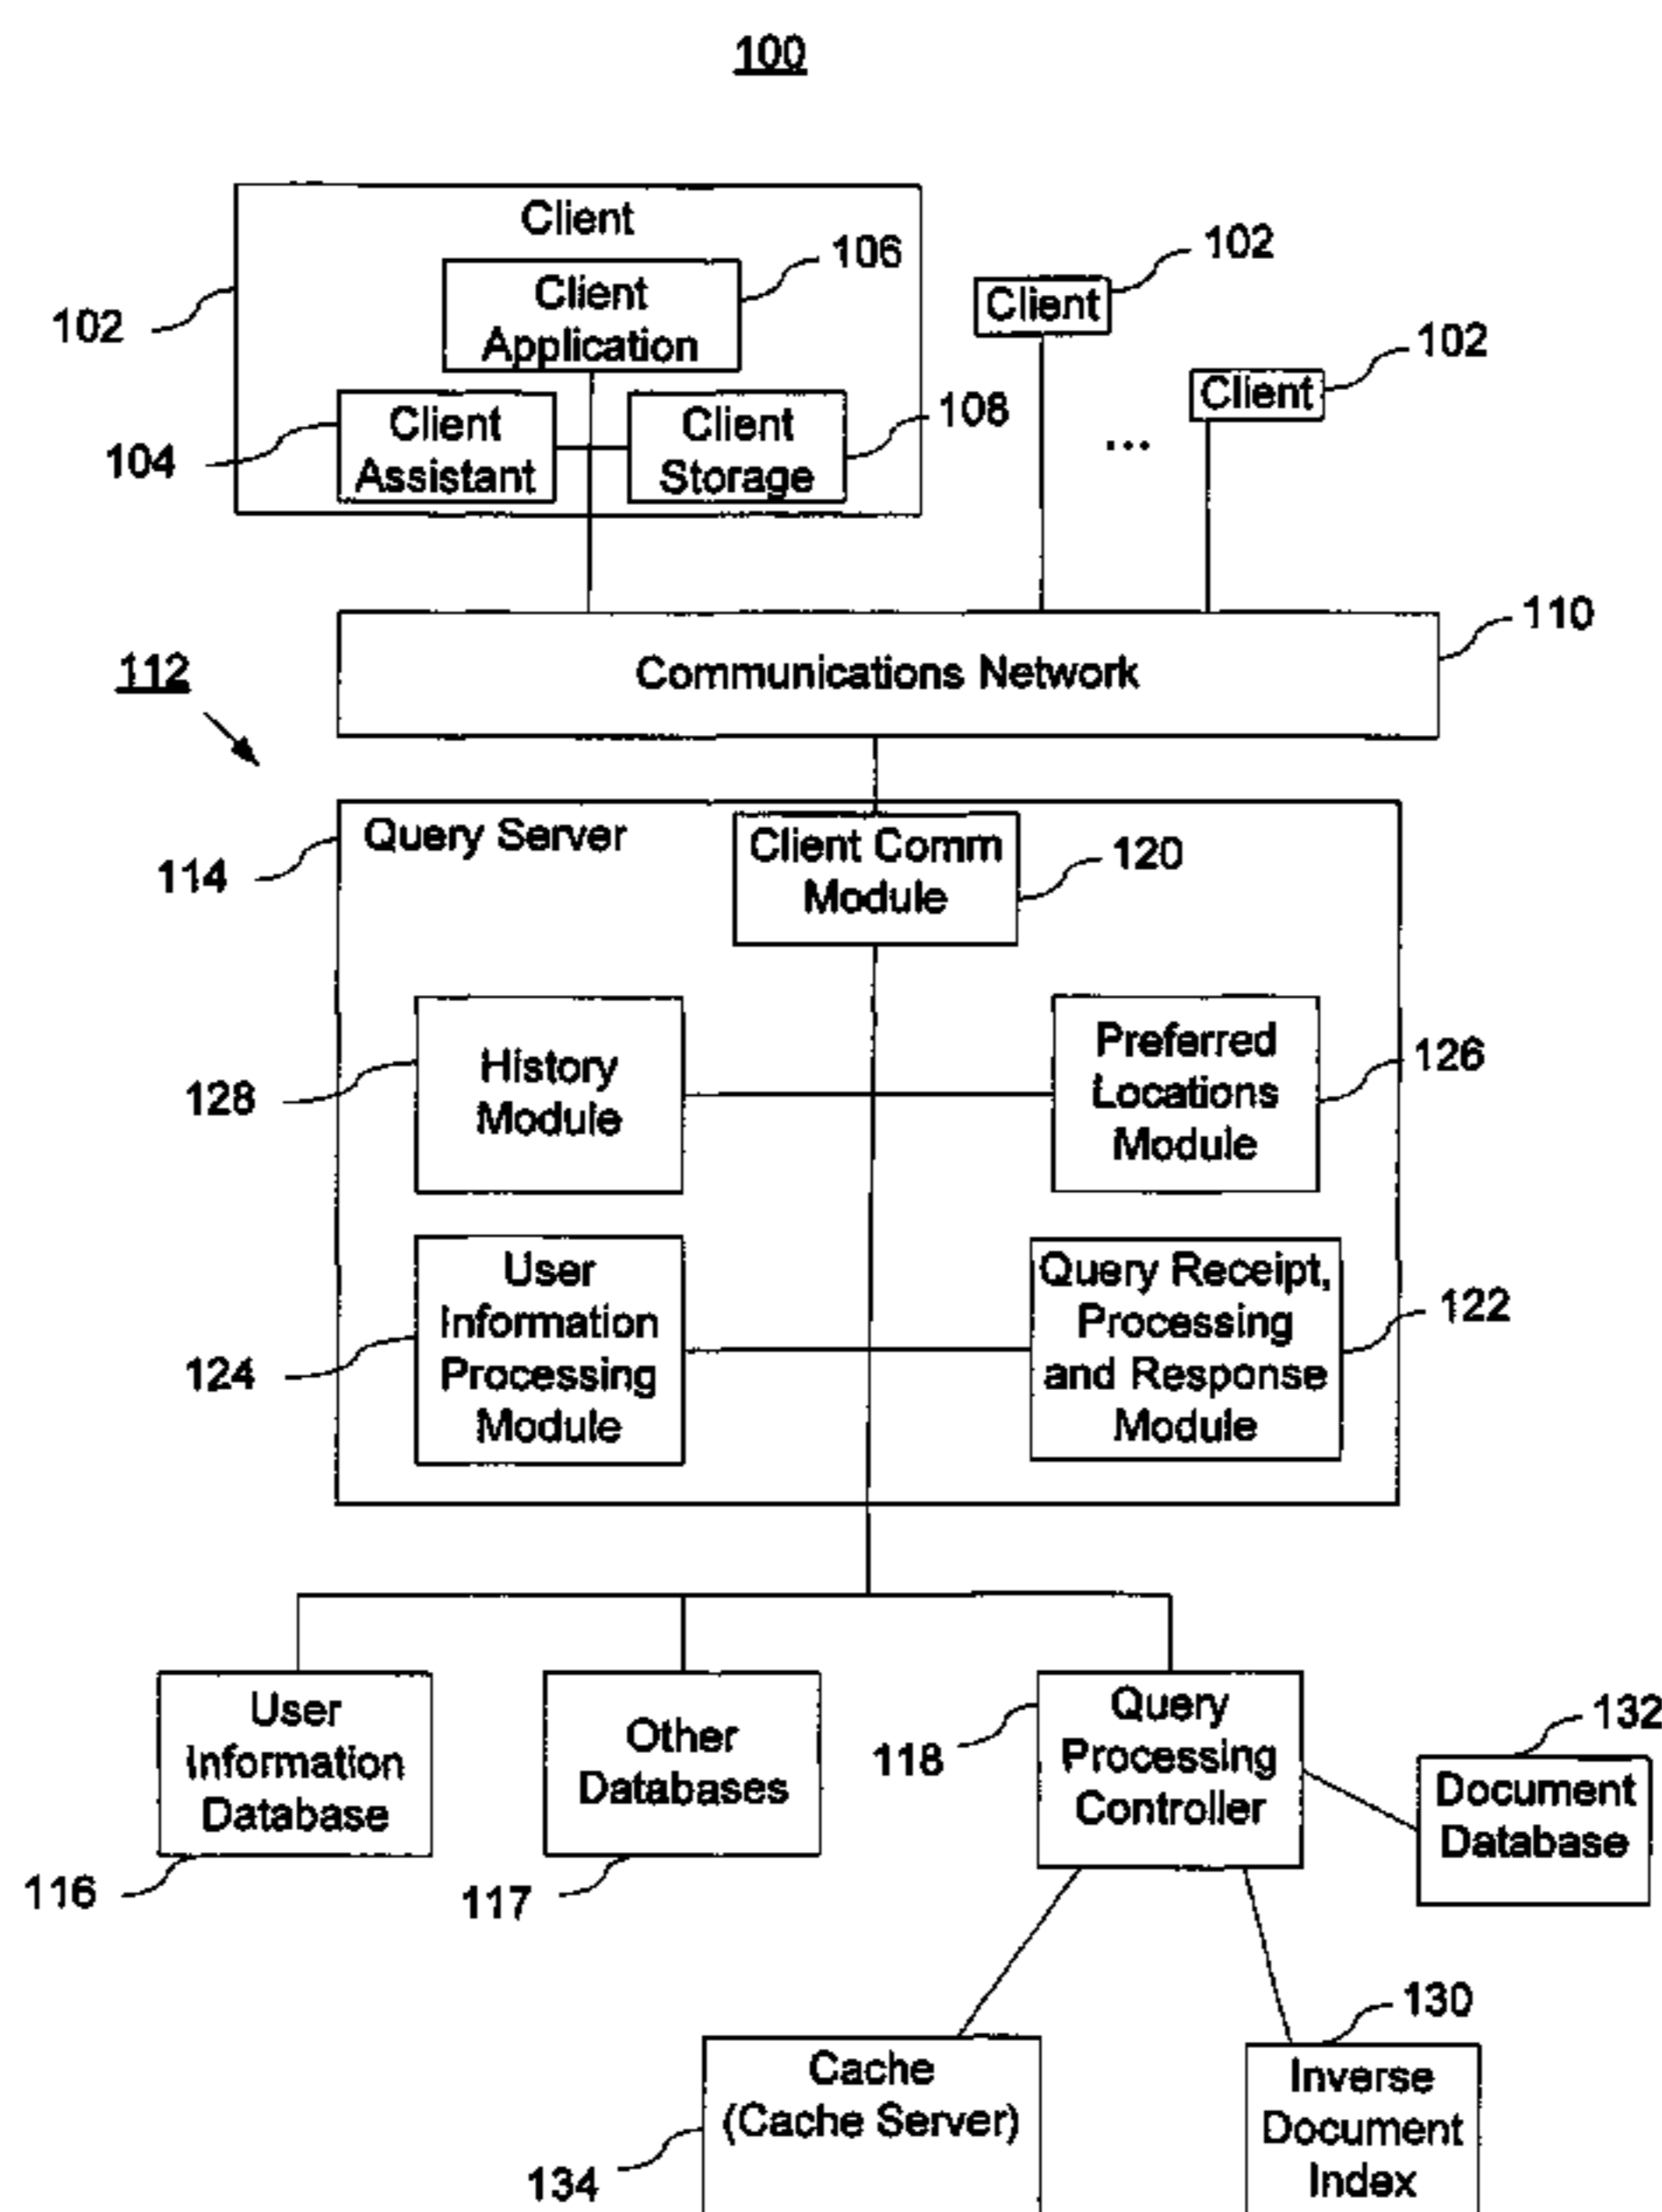 100
Client
106
Client
Application
102
Client
102
Client
102
Client
Assistant
104
Client
Storage
108
...
110
Communications Network
112
Query Server
114
Client Comm
Module
120
History
Module
128
Preferred
Locations
Module
126
User
Information
Processing
Module
124
Query Receipt,
Processing
and Response
Module
122
User
Information
Database
116
Other
Databases
117
Query
Processing
Controller
118
132
Document
Database
130
Cache
(Cache Server)
134
Inverse
Document
Index